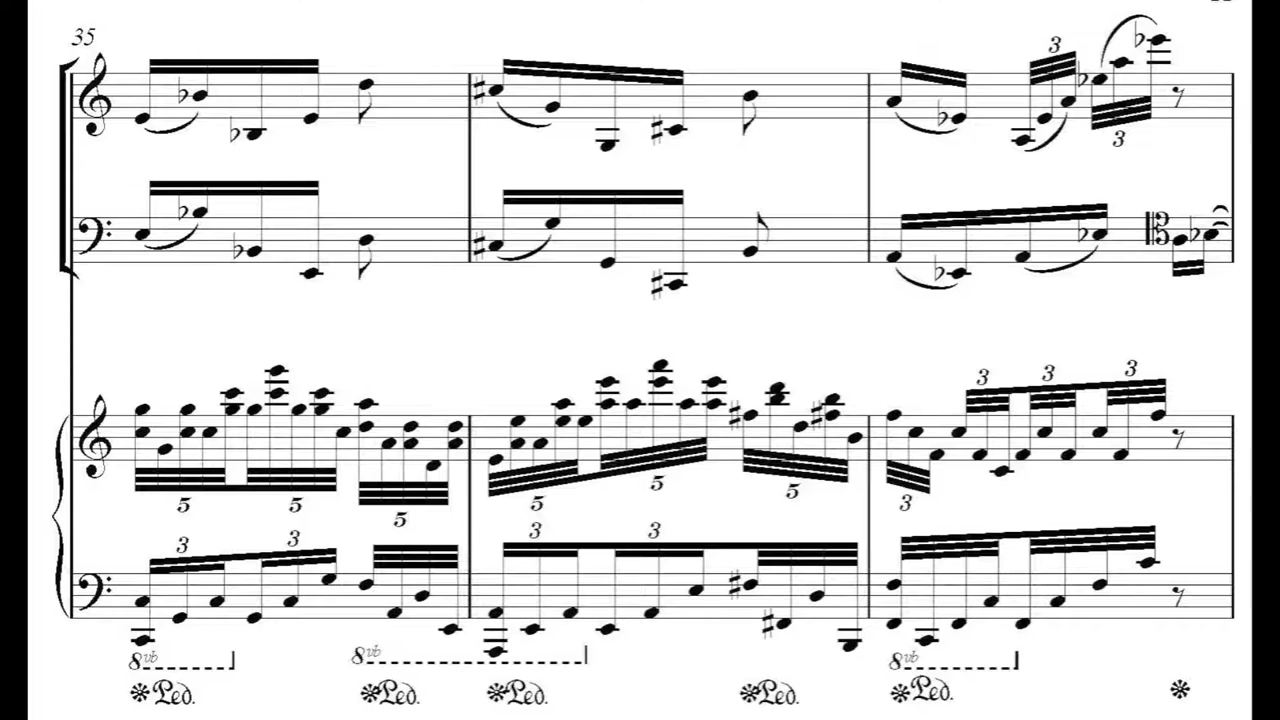 35
3
3
3 3 3
5 5 5 5 5 5 3
3 3 3 3
8vb 8vb 8vb
Ped. Ped. Ped. Ped. Ped.